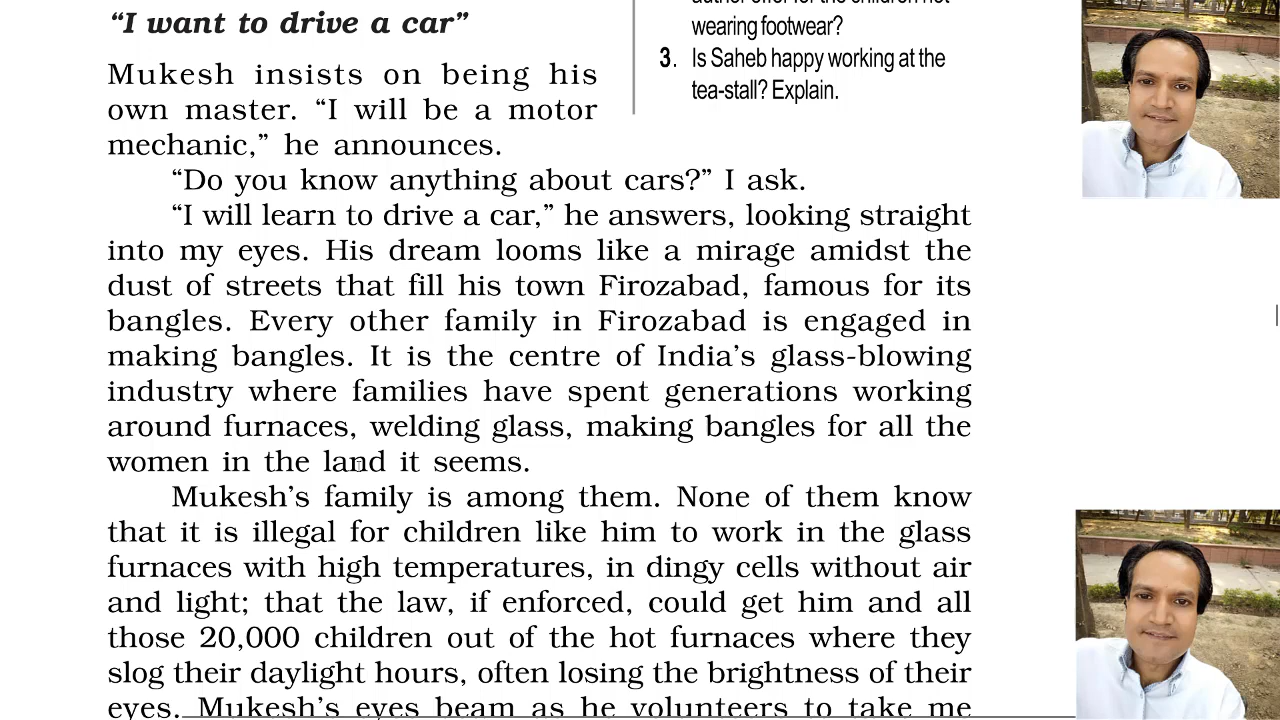 “I want to drive a car”
Mukesh insists on being his
own master. “I will be a motor
mechanic,” he announces.
“Do you know anything about cars?” I ask.
“I will learn to drive a car,” he answers, looking straight
into my eyes. His dream looms like a mirage amidst the
dust of streets that fill his town Firozabad, famous for its
bangles. Every other family in Firozabad is engaged in
making bangles. It is the centre of India’s glass-blowing
industry where families have spent generations working
around furnaces, welding glass, making bangles for all the
women in the land it seems.
Mukesh’s family is among them. None of them know
that it is illegal for children like him to work in the glass
furnaces with high temperatures, in dingy cells without air
and light; that the law, if enforced, could get him and all
those 20,000 children out of the hot furnaces where they
slog their daylight hours, often losing the brightness of their
eyes. Mukesh’s eyes beam as he volunteers to take me
author offer for the children not
wearing footwear?
3. Is Saheb happy working at the
tea-stall? Explain.